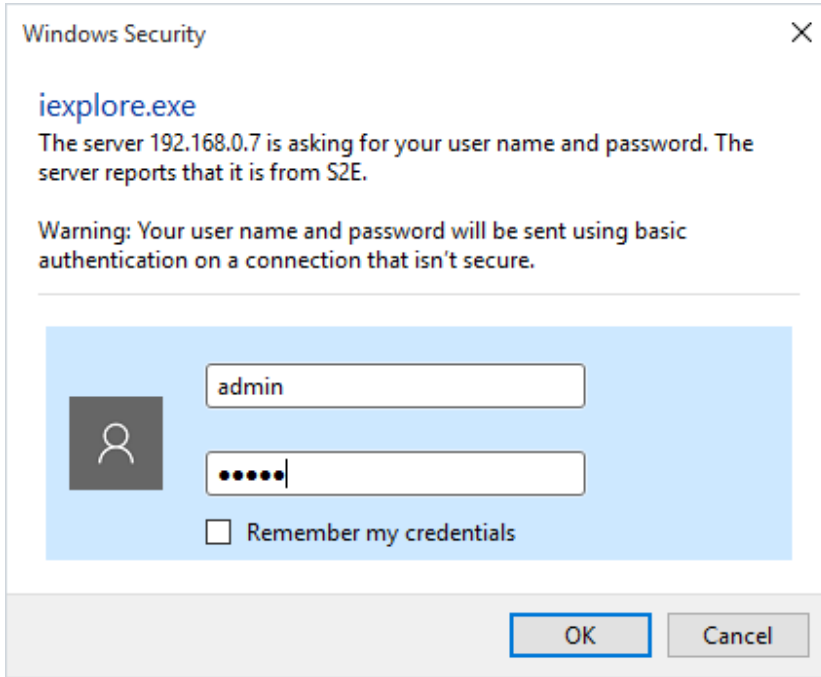 Windows Security
iexplore.exe
The server 192.168.0.7 is asking for your user name and password. The
server reports that it is from S2E.
Warning: Your user name and password will be sent using basic
authentication on a connection that isn't secure.
admin
●●●●●
Remember my credentials
OK Cancel